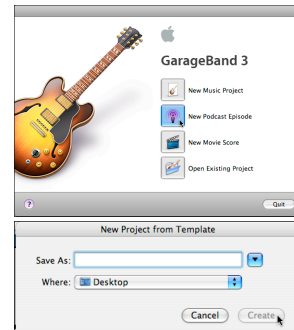 GarageBand 3
New Music Project
New Podcast Episode
New Movie Score
Open Existing Project
?
Quit
New Project from Template
Save As:
Where: Desktop
Cancel Create